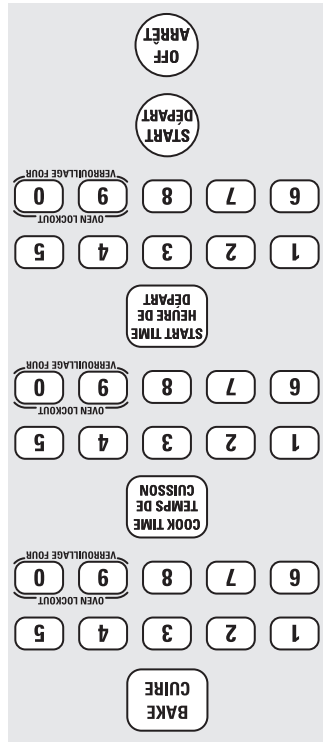 BAKE
CUIRE
1 2 3 4 5
OVEN LOCKOUT
6 7 8 9 0
VERROUILLAGE FOUR
COOK TIME
TEMPS DE
CUISSON
1 2 3 4 5
OVEN LOCKOUT
6 7 8 9 0
VERROUILLAGE FOUR
START TIME
HEURE DE
DÉPART
1 2 3 4 5
OVEN LOCKOUT
6 7 8 9 0
VERROUILLAGE FOUR
START
DÉPART
OFF
ARRÊT